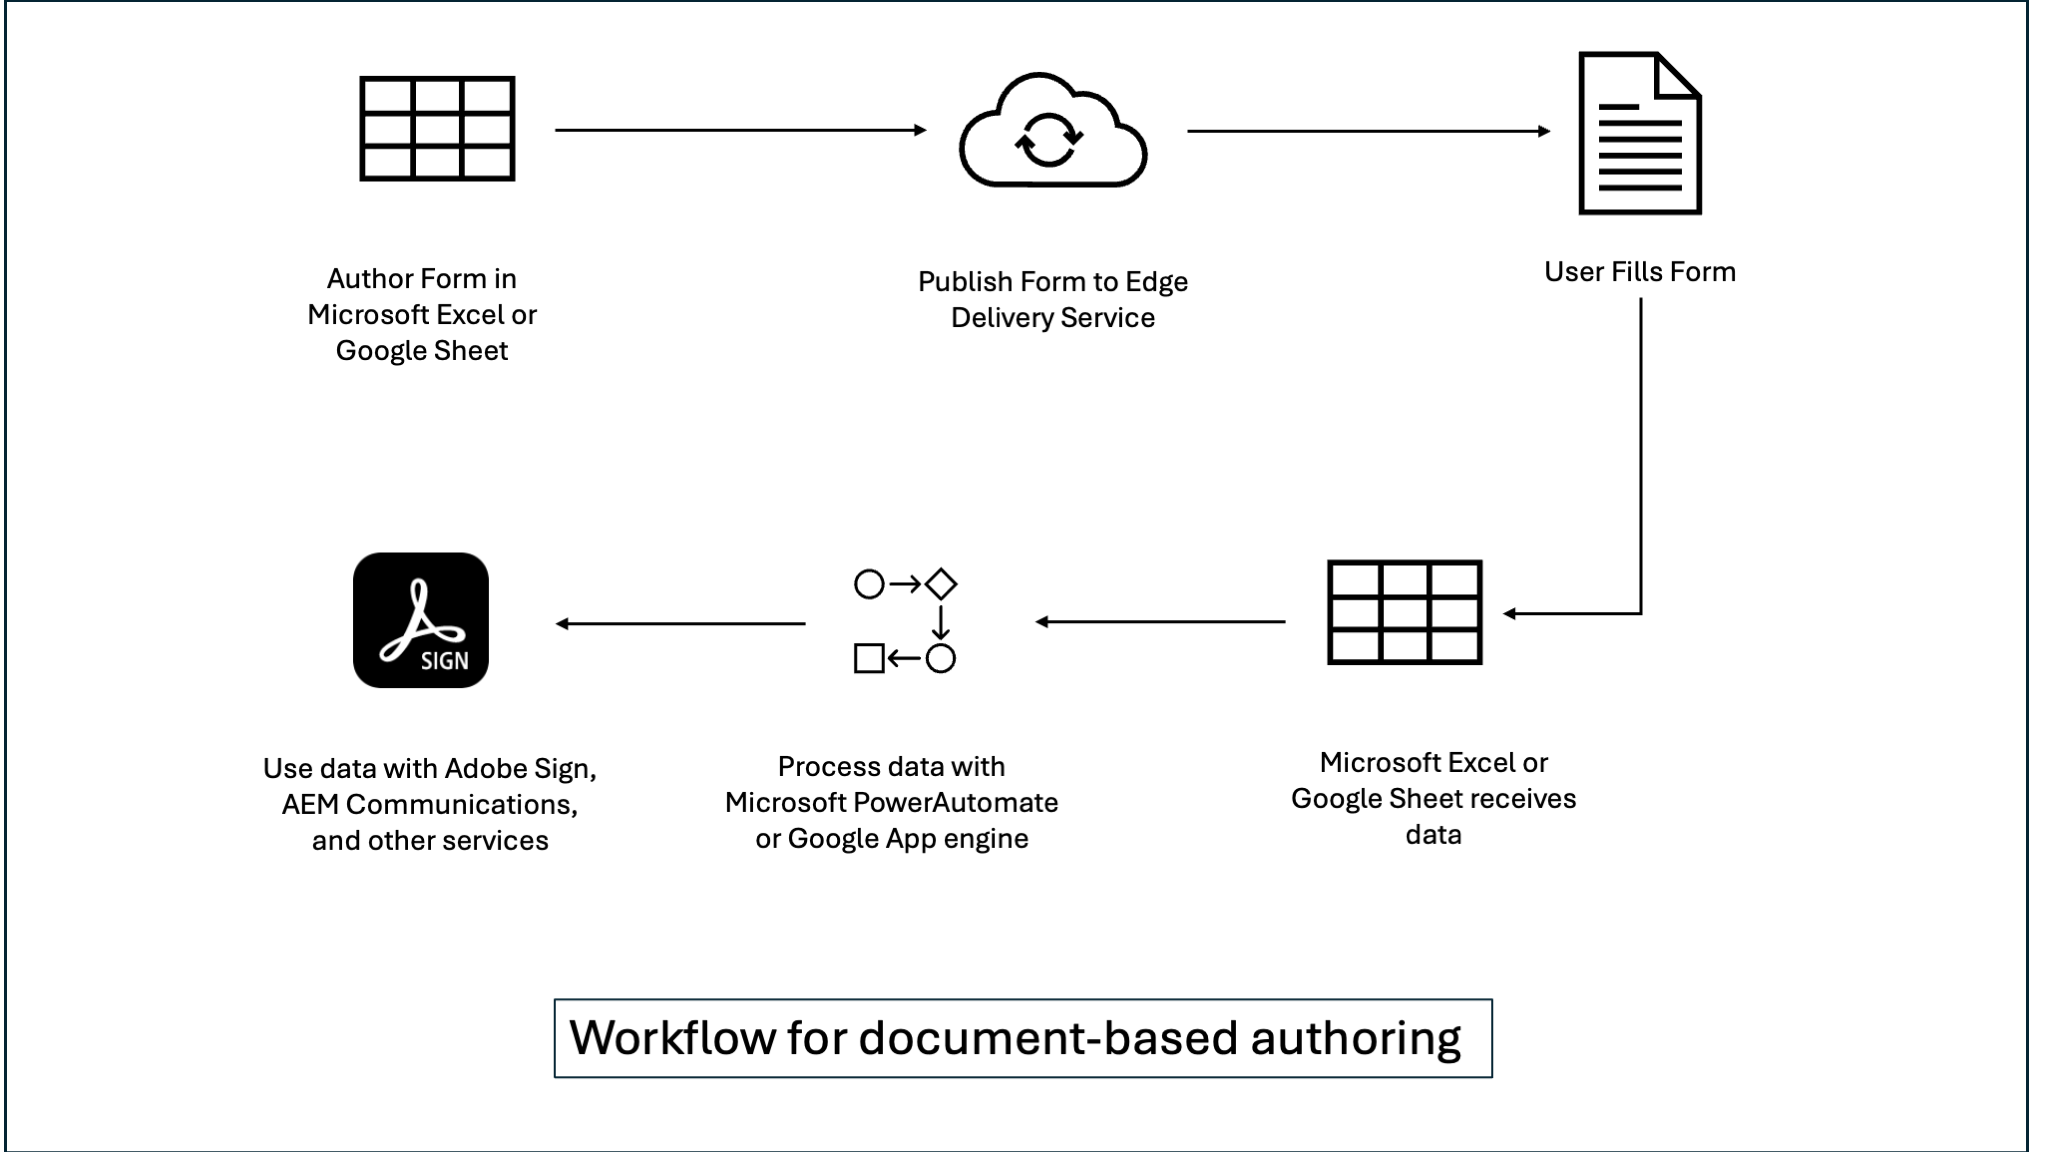 Author Form in
Microsoft Excel or
Google Sheet
Publish Form to Edge
Delivery Service
User Fills Form
SIGN
Use data with Adobe Sign,
AEM Communications,
and other services
Process data with
Microsoft PowerAutomate
or Google App engine
Microsoft Excel or
Google Sheet receives
data
Workflow for document-based authoring